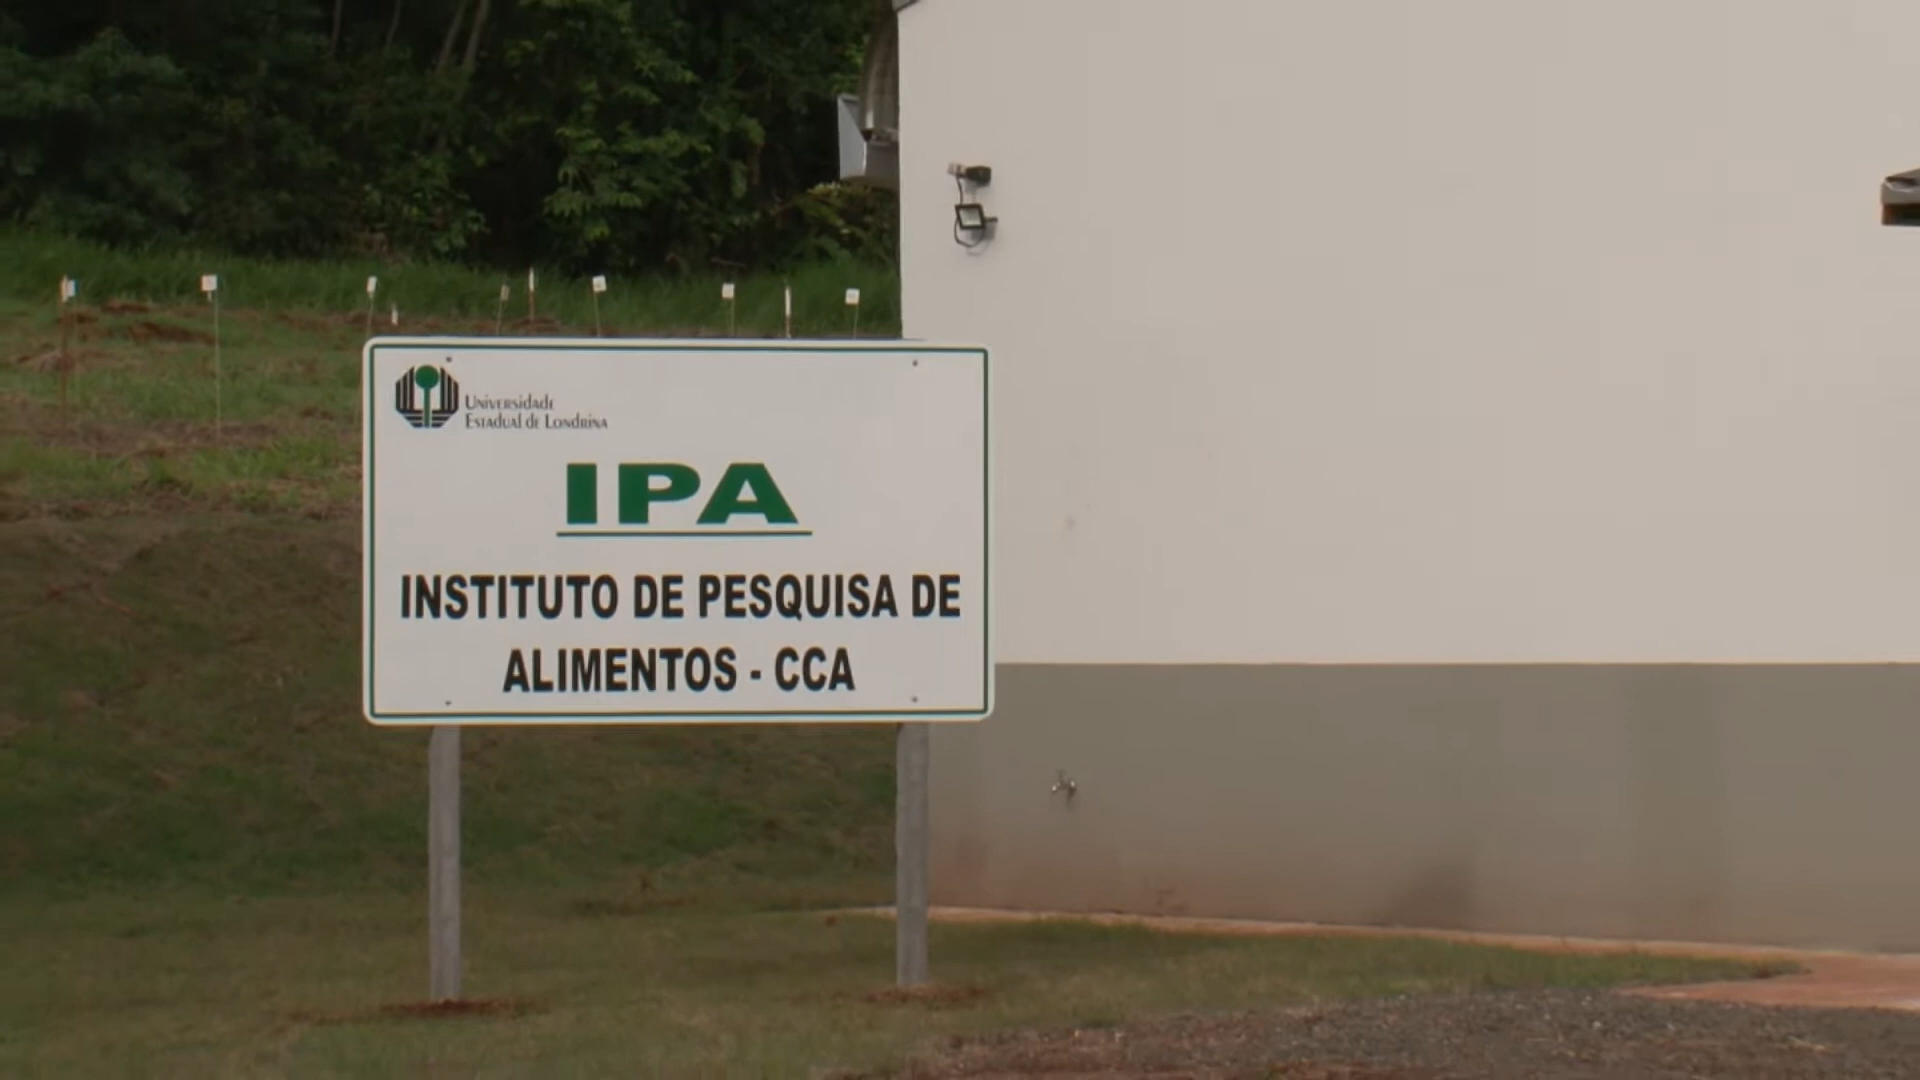 Universidade
Estadual de Londrina
IPA
INSTITUTO DE PESQUISA DE
ALIMENTOS - CCA